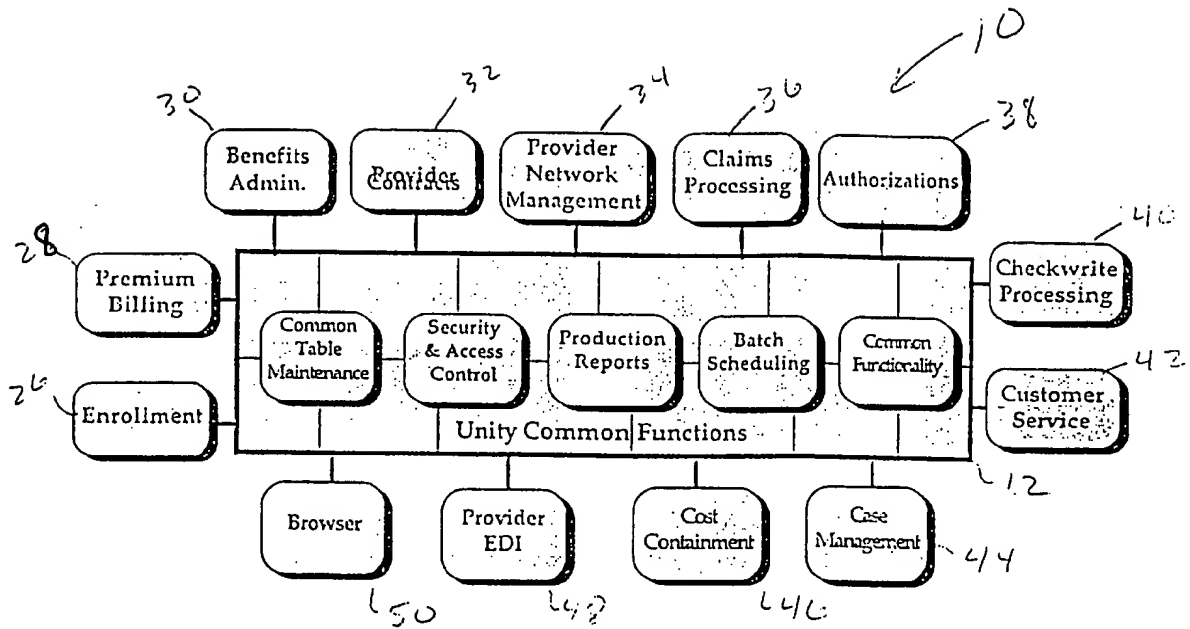 10
30
32
34
36
38
Benefits
Admin.
Provider
Contracts
Provider
Network
Management
Claims
Processing
Authorizations
28
Premium
Billing
40
Checkwrite
Processing
Common
Table
Maintenance
Security
& Access
Control
Production
Reports
Batch
Scheduling
Common
Functionality
26
Enrollment
42
Customer
Service
Unity Common Functions
12
Browser
Provider
EDI
Cost
Containment
Case
Management
44
50
48
46